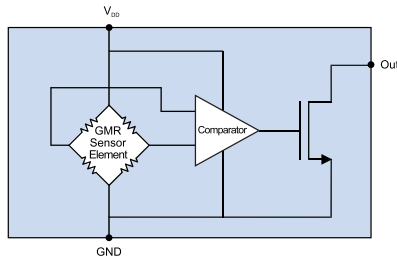 VDD
Out
GMR
Sensor
Element
Comparator
GND